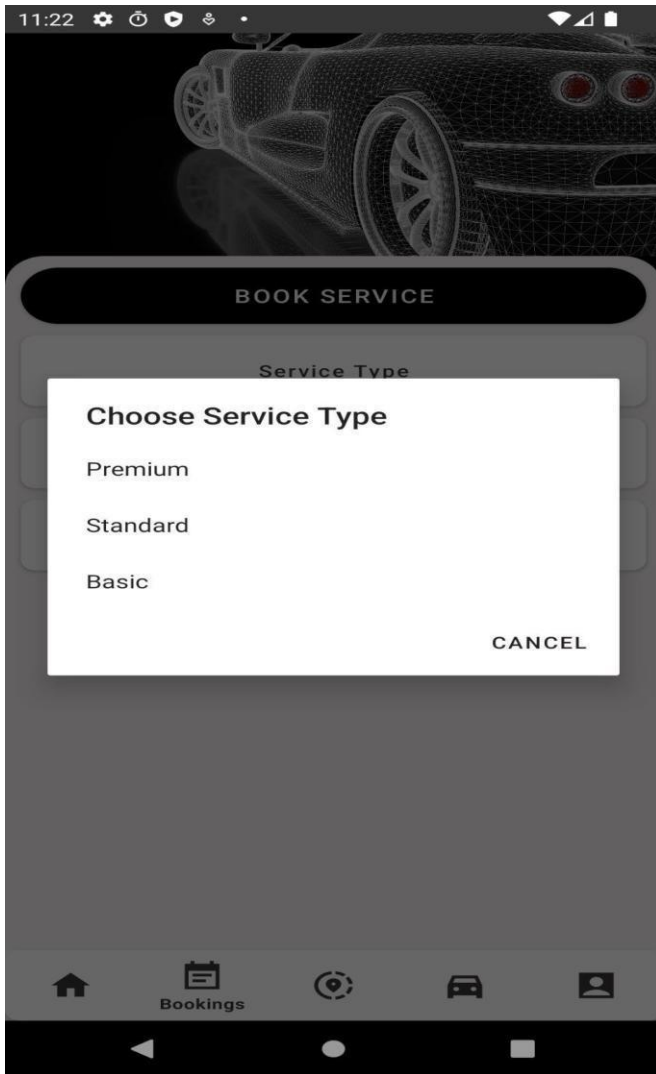 11:22
BOOK SERVICE
Service Type
Choose Service Type
Premium
Standard
Basic
CANCEL
Bookings